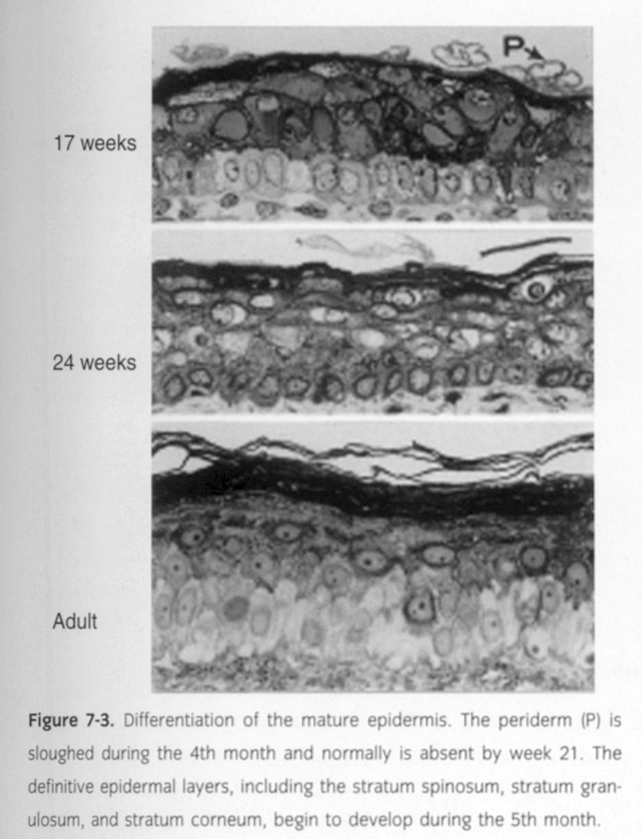 P
17 weeks
24 weeks
Adult
Figure 7-3. Differentiation of the mature epidermis. The periderm (P) is
sloughed during the 4th month and normally is absent by week 21. The
definitive epidermal layers, including the stratum spinosum, stratum gran-
ulosum, and stratum corneum, begin to develop during the 5th month.